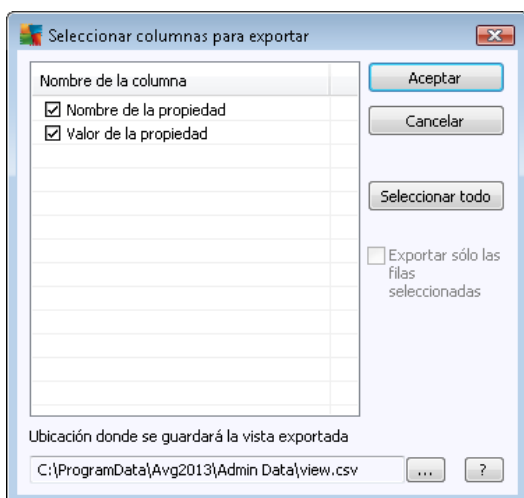 Seleccionar columnas para exportar
Nombre de la columna
Nombre de la propiedad
Valor de la propiedad
Aceptar
Cancelar
Seleccionar todo
Exportar sólo las
filas
seleccionadas
Ubicación donde se guardará la vista exportada
C:\ProgramData\Avg2013\Admin Data\view.csv
...
?